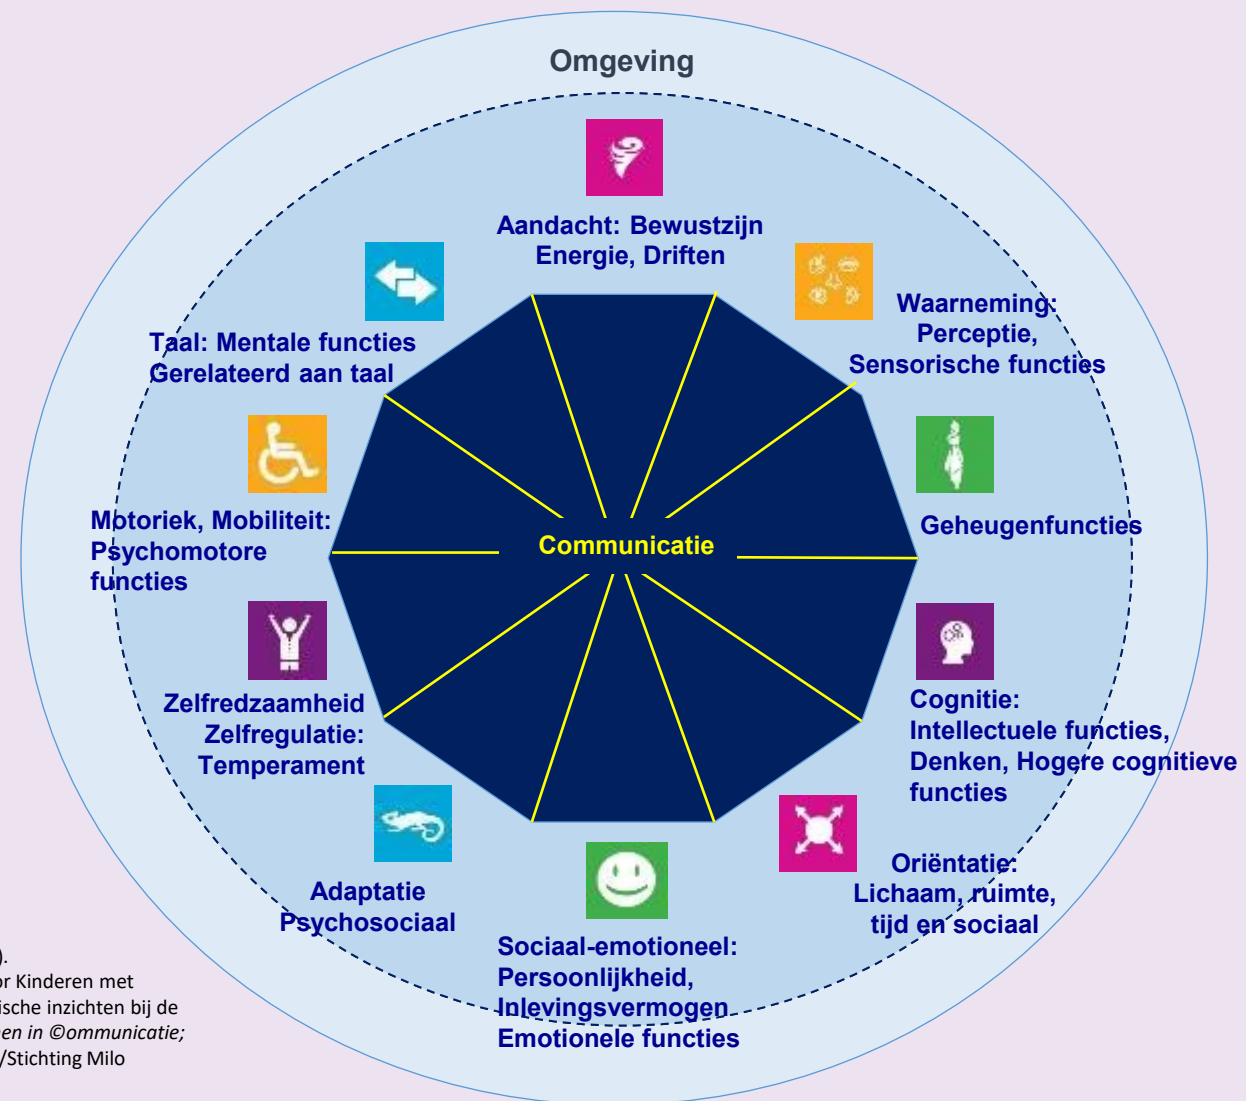 Omgeving
Aandacht: Bewustzijn
Energie, Driften
Waarneming:
Perceptie,
Sensorische functies
Geheugenfuncties
Cognitie:
Intellectuele functies,
Denken, Hogere cognitieve
functies
Oriëntatie:
Lichaam, ruimte,
tijd en sociaal
Sociaal-emotioneel:
Persoonlijkheid,
Inlevingsvermogen
Emotionele functies
Adaptatie
Psychosociaal
Zelfredzaamheid
Zelfregulatie:
Temperament
Motoriek, Mobiliteit:
Psychomotore
functies
Taal: Mentale functies
Gerelateerd aan taal
Communicatie
).
or Kinderen met
ische inzichten bij de
en in ©ommunicatie;
/Stichting Milo